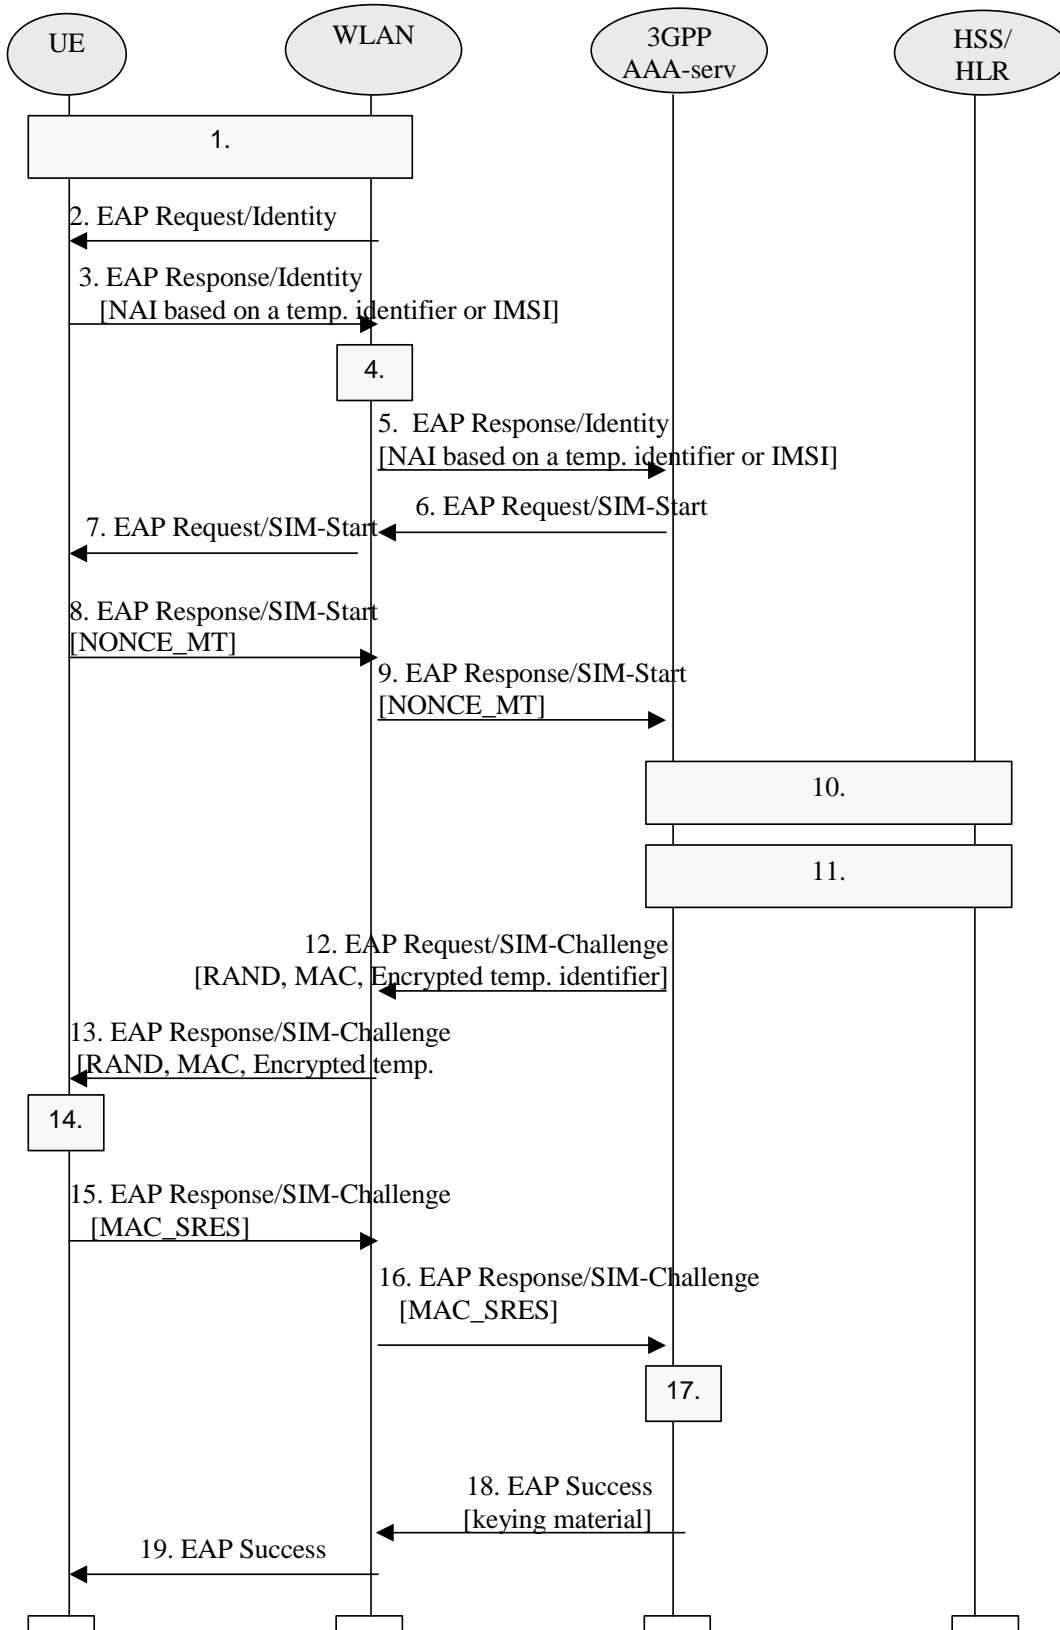 UE
WLAN
3GPP
AAA-serv
HSS/
HLR
1.
2. EAP Request/Identity
3. EAP Response/Identity
[NAI based on a temp. identifier or IMSI]
4.
5. EAP Response/Identity
[NAI based on a temp. identifier or IMSI]
6. EAP Request/SIM-Start
7. EAP Request/SIM-Start
8. EAP Response/SIM-Start
[NONCE_MT]
9. EAP Response/SIM-Start
[NONCE_MT]
10.
11.
12. EAP Request/SIM-Challenge
[RAND, MAC, Encrypted temp. identifier]
13. EAP Response/SIM-Challenge
[RAND, MAC, Encrypted temp.
14.
15. EAP Response/SIM-Challenge
[MAC_SRES]
16. EAP Response/SIM-Challenge
[MAC_SRES]
17.
18. EAP Success
[keying material]
19. EAP Success